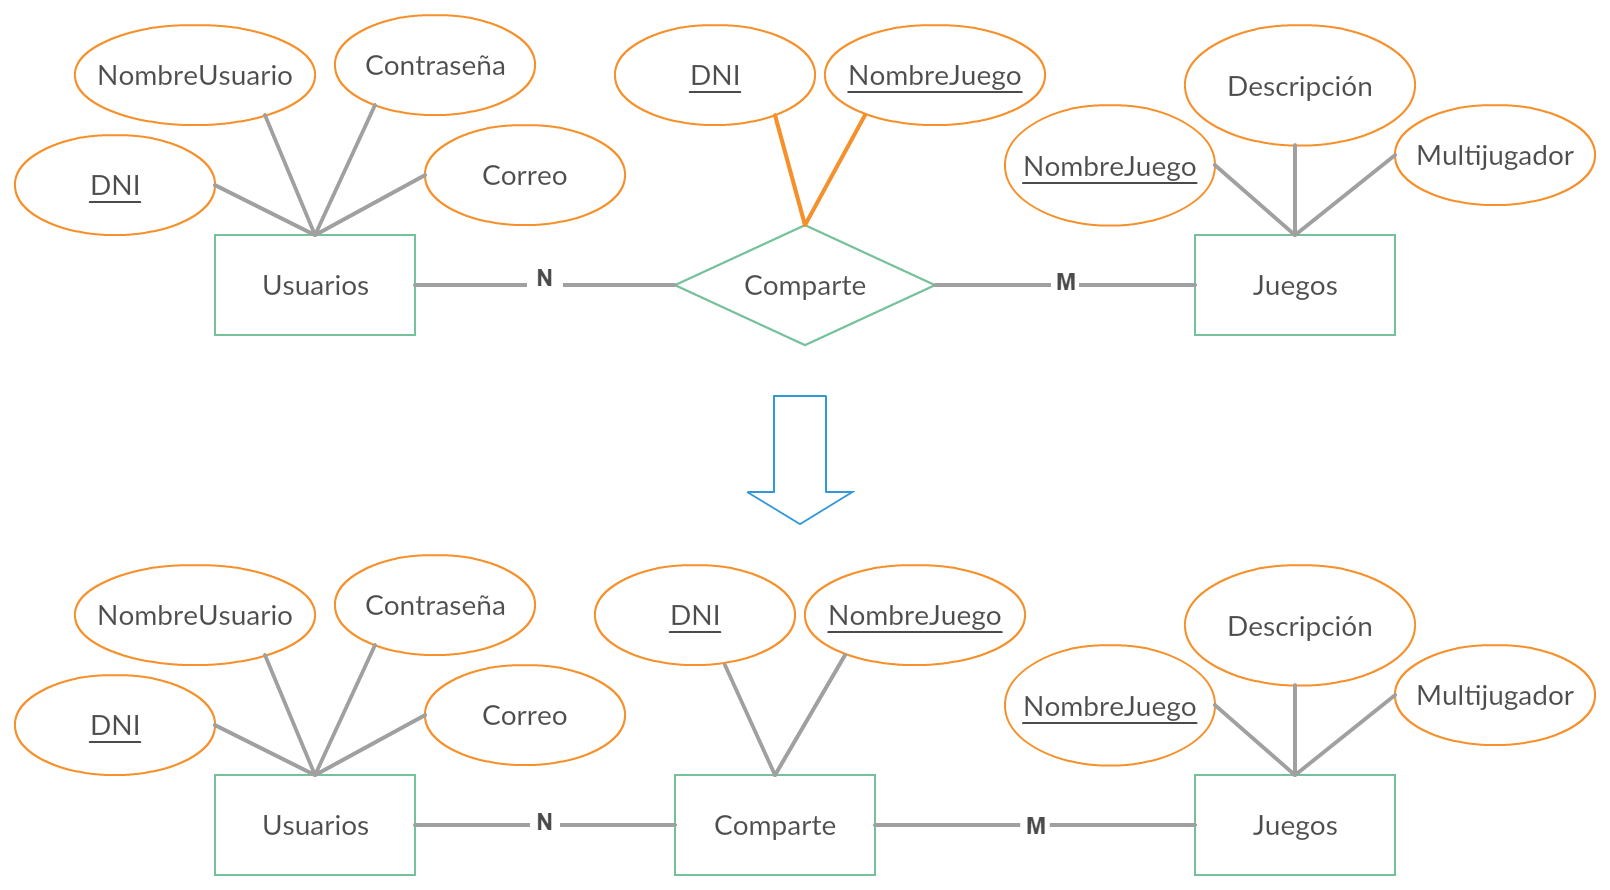 NombreUsuario
Contraseña
DNI
NombreJuego
Descripción
DNI
Correo
NombreJuego
Multijugador
Usuarios
N
Comparte
M
Juegos
NombreUsuario
Contraseña
DNI
NombreJuego
Descripción
DNI
Correo
NombreJuego
Multijugador
Usuarios
N
Comparte
M
Juegos